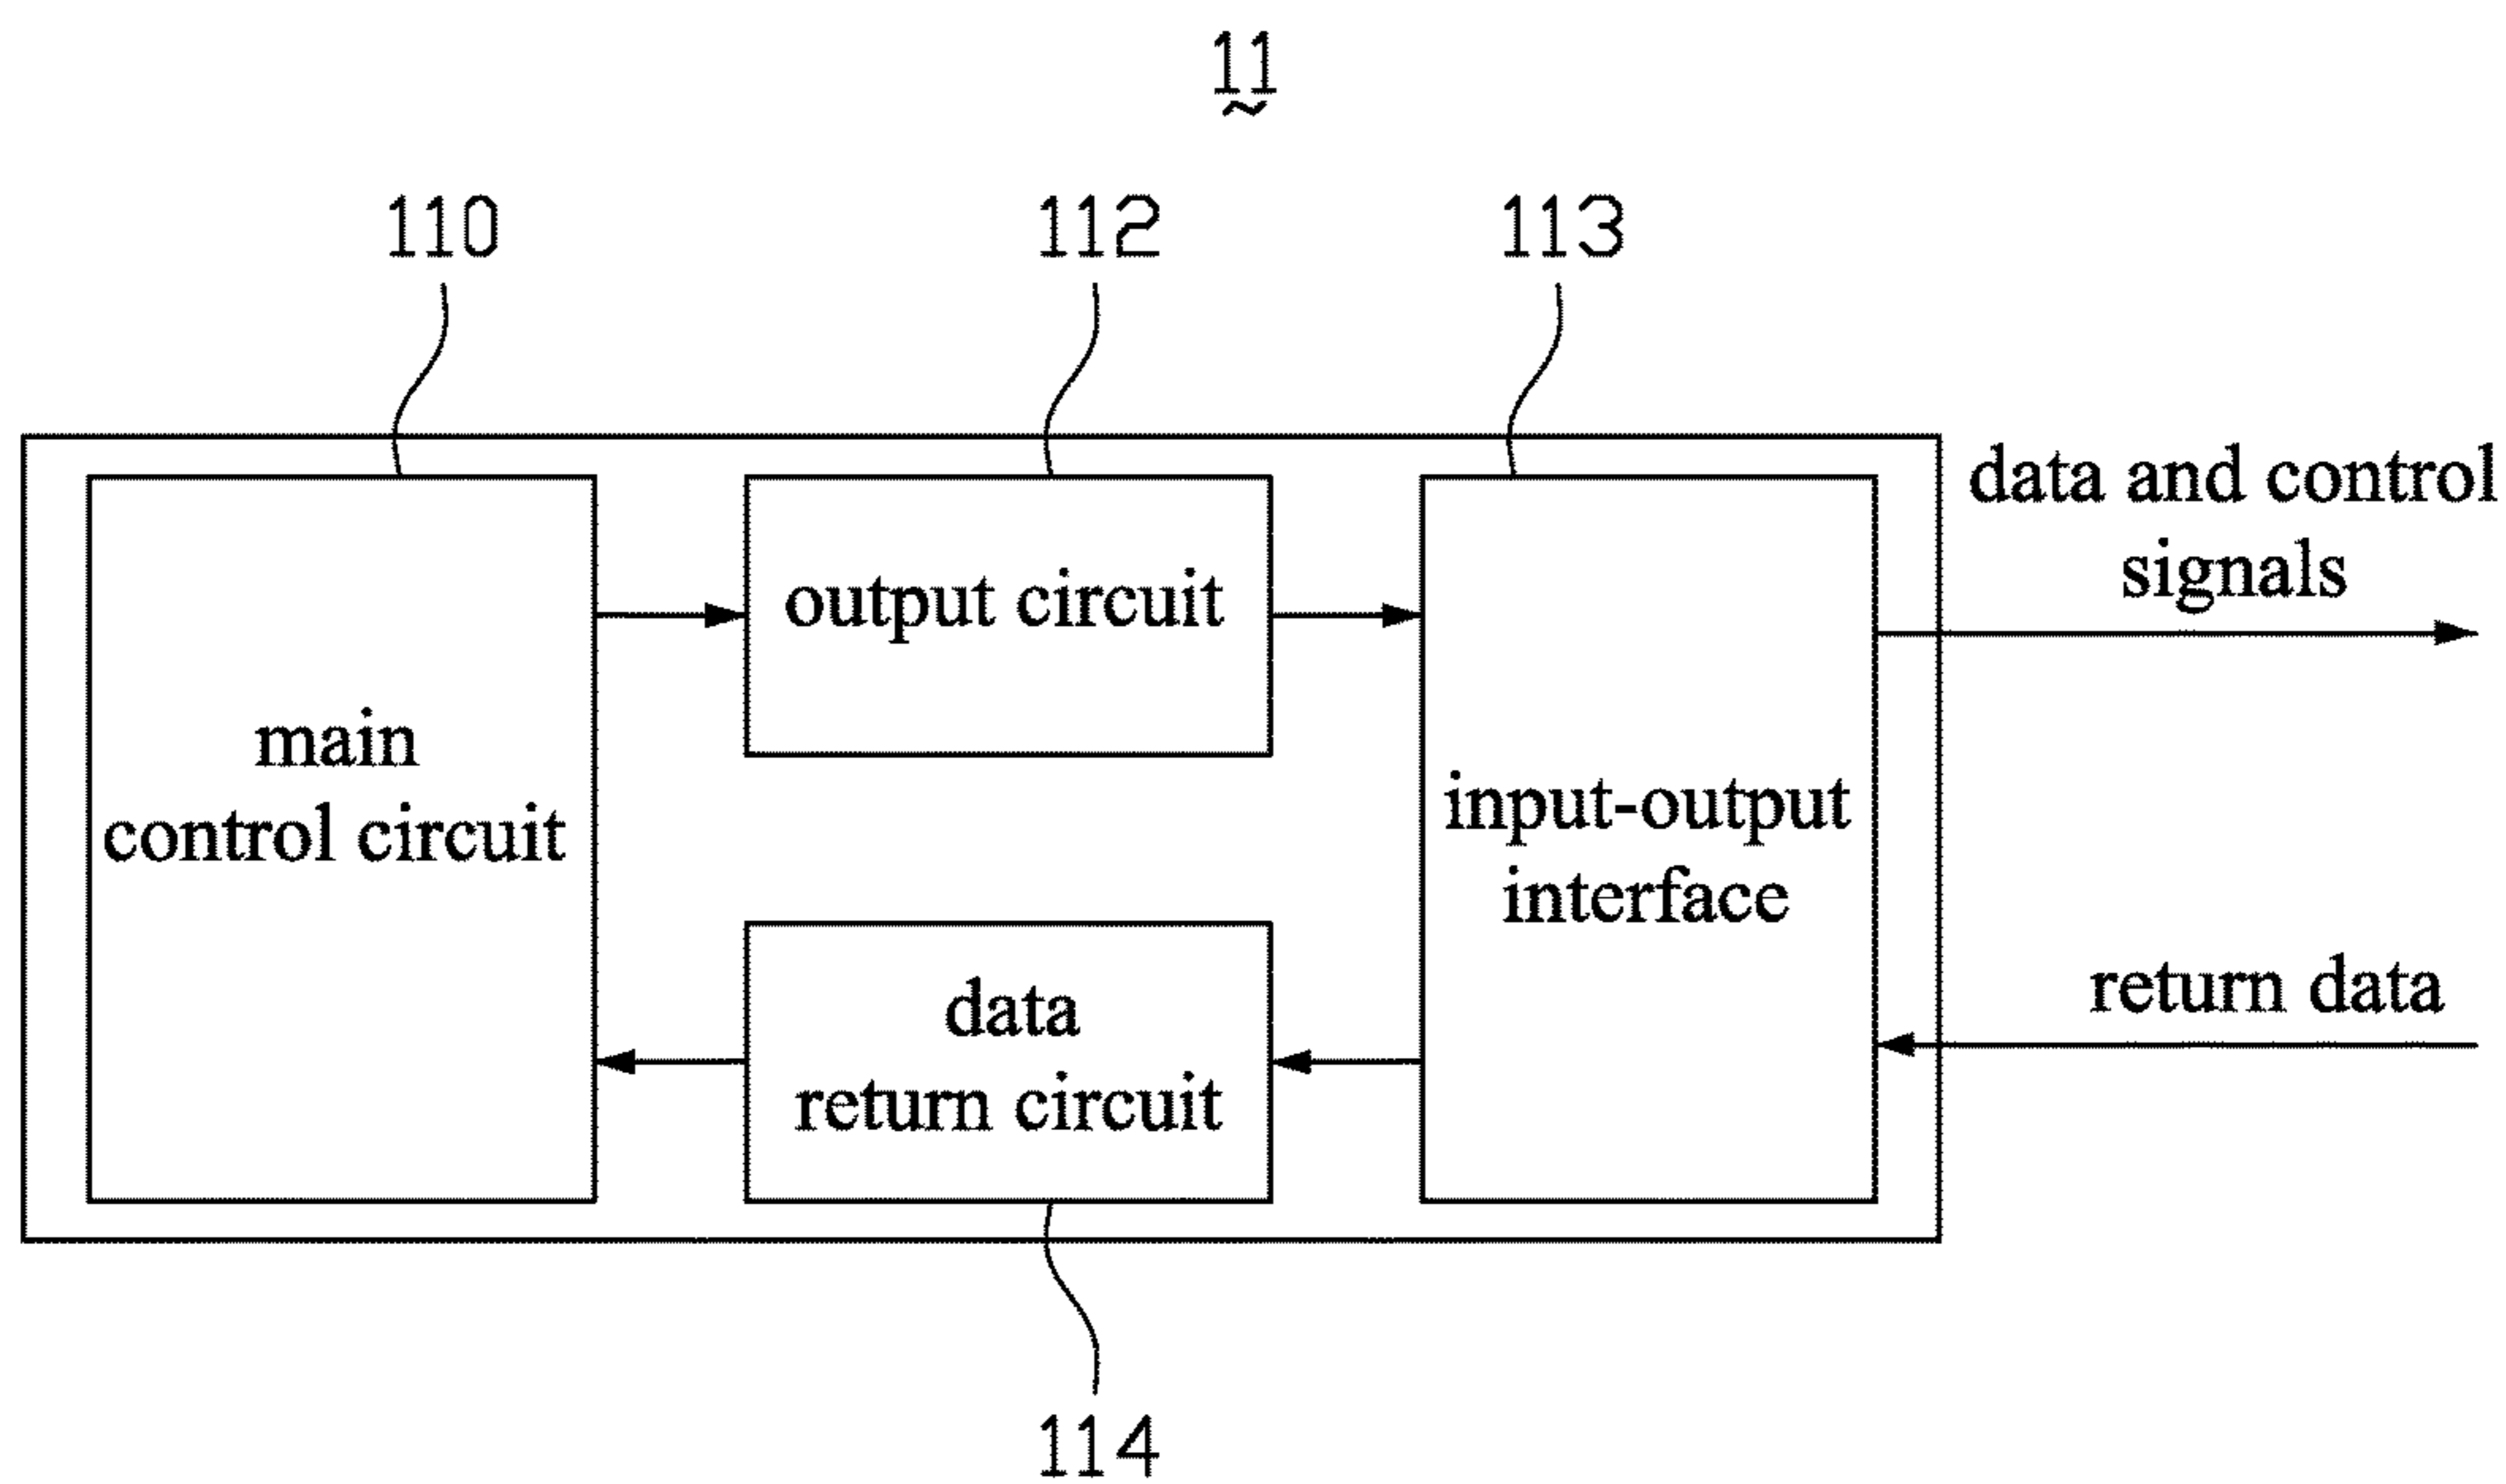 11
110
112
113
data and control
signals
output circuit
main
control circuit
input-output
interface
data
return circuit
return data
114